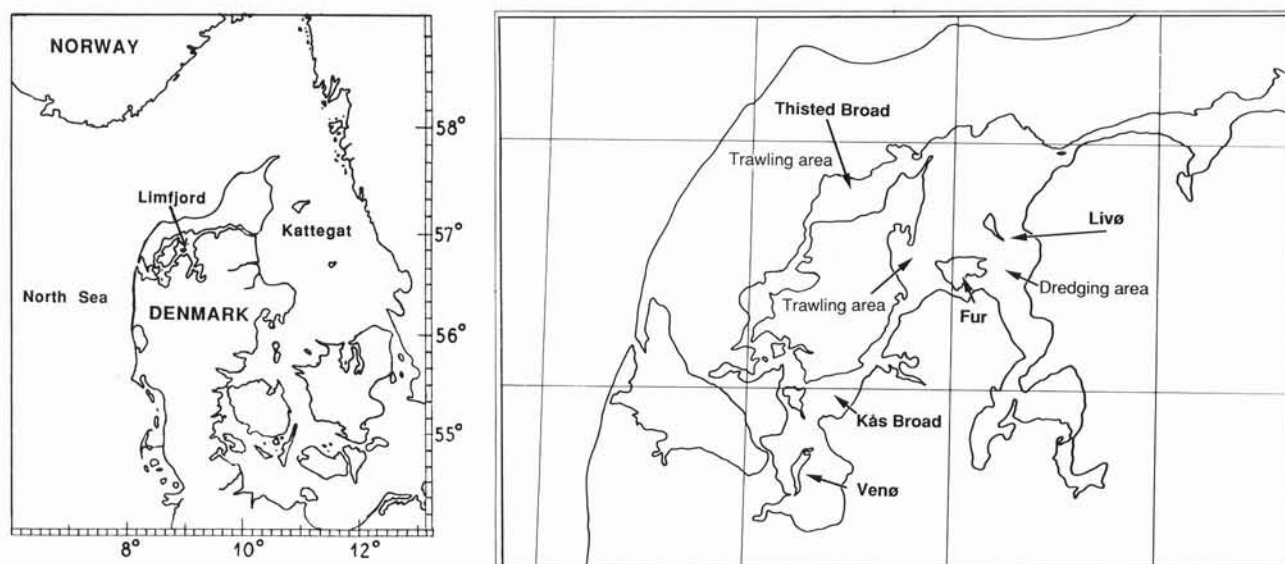 NORWAY
58°
Limfjord
57°
Kattegat
North Sea
DENMARK
56°
55°
8°
10°
12°
Thisted Broad
Trawling area
Livø
Trawling area
Dredging area
Fur
Kås Broad
Venø